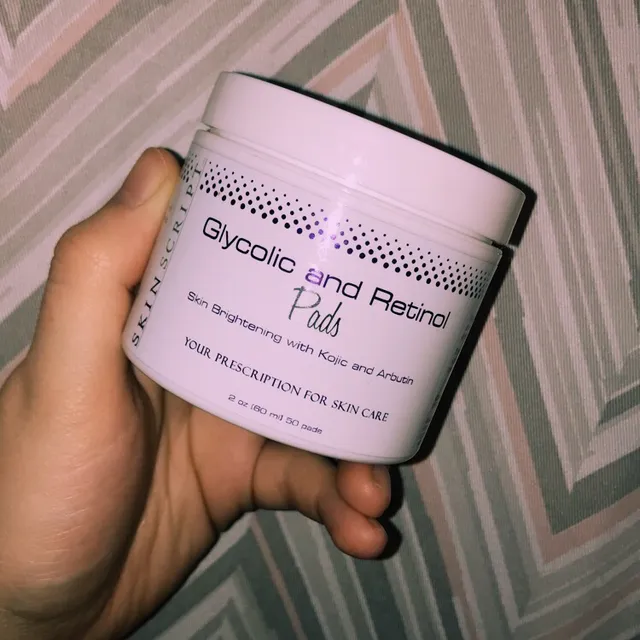 Glycolic and Retinol
Pads
Skin Brightening with Kojic and Arbutin
YOUR PRESCRIPTION FOR SKIN CARE
2 oz (60 ml) 50 pads
SKINSCRIPT